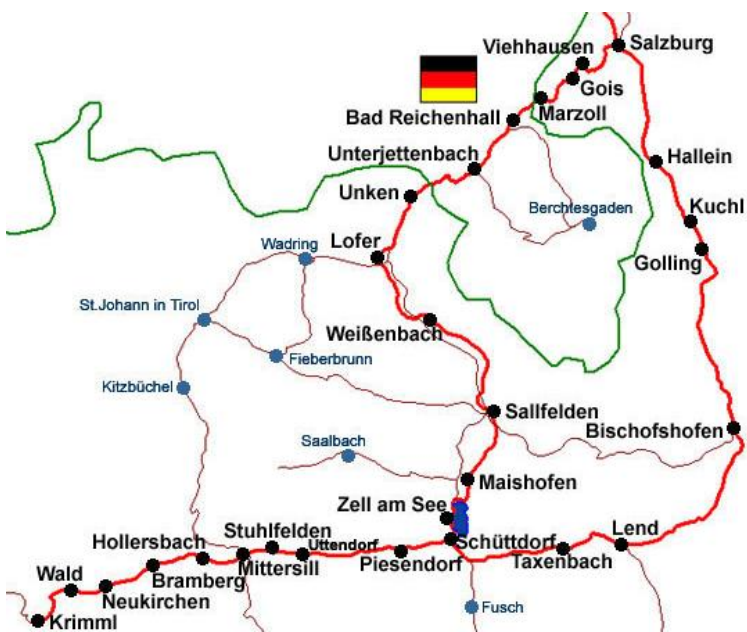 Viehhausen
Salzburg
Gois
Marzoll
Bad Reichenhall
Unterjettenbach
Hallein
Unken
Kuchl
Berchtesgaden
Lofer
Wadring
Golling
St.Johann in Tirol
Weißenbach
Fieberbrunn
Kitzbüchel
Sallfelden
Bischofshofen
Saalbach
Maishofen
Zell am See
Stuhlfelden
Lend
Hollersbach
Uttendorf
Schüttdorf
Mittersill
Piesendorf
Taxenbach
Wald
Bramberg
Neukirchen
Fusch
Krimml